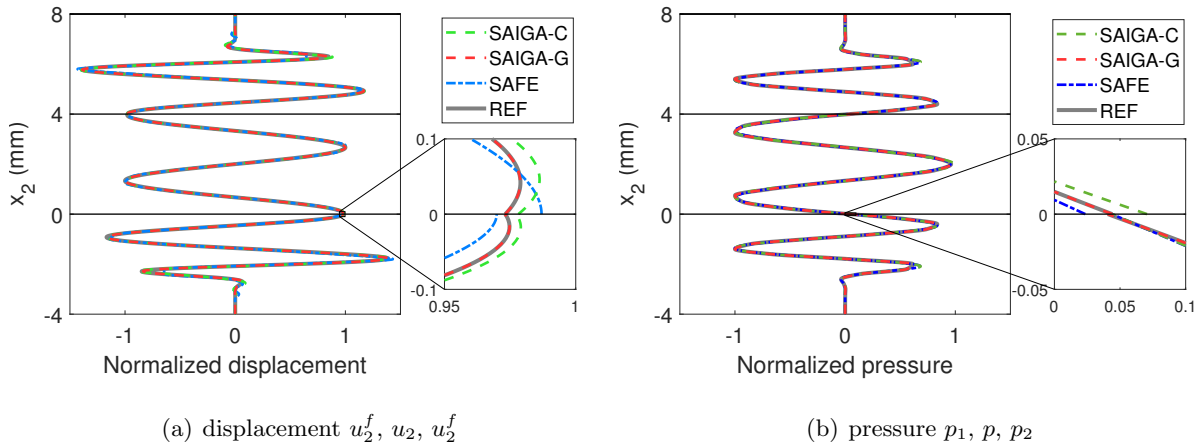 8
4
0
-4
x2 (mm)
-1
0
1
Normalized displacement
SAIGA-C
SAIGA-G
SAFE
REF
0.1
0
-0.1
0.95
1
(a) displacement u_2^f, u_2, u_2^f
8
4
0
-4
x2 (mm)
-1
0
1
Normalized pressure
SAIGA-C
SAIGA-G
SAFE
REF
0.05
0
-0.05
0
0.05
0.1
(b) pressure p_1, p, p_2